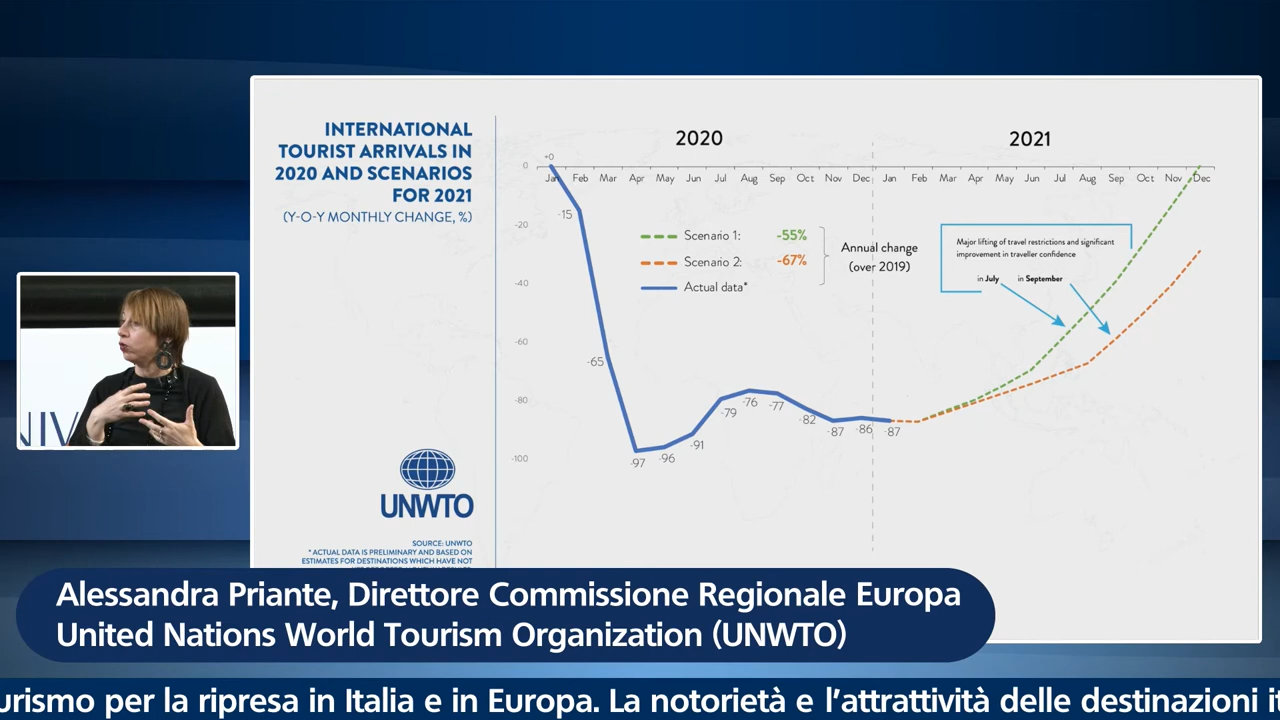 INTERNATIONAL
TOURIST ARRIVALS IN
2020 AND SCENARIOS
FOR 2021
(Y-O-Y MONTHLY CHANGE, %)
2020
2021
+0
0
Jan Feb Mar Apr May Jun Jul Aug Sep Oct Nov Dec Jan Feb Mar Apr May Jun Jul Aug Sep Oct Nov Dec
-15
-20
Scenario 1: -55%
Scenario 2: -67%
Actual data*
Annual change
(over 2019)
Major lifting of travel restrictions and significant
improvement in traveller confidence
in July in September
-40
-60
-65
-80
-79
-76
-77
-82
-87
-86
-87
-91
-96
-97
-100
UNWTO
SOURCE: UNWTO
* ACTUAL DATA IS PRELIMINARY AND BASED ON
ESTIMATES FOR DESTINATIONS WHICH HAVE NOT
NIV
Alessandra Priante, Direttore Commissione Regionale Europa
United Nations World Tourism Organization (UNWTO)
urismo per la ripresa in Italia e in Europa. La notorietà e l'attrattività delle destinazioni it